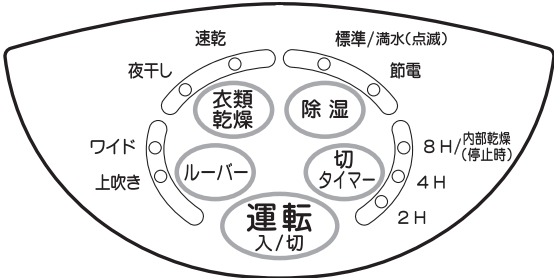 速乾
標準/満水(点滅)
夜干し
節電
衣類
乾燥
除湿
ワイド
上吹き
ルーバー
切
タイマー
8H/内部乾燥
(停止時)
4H
2H
運転
入/切